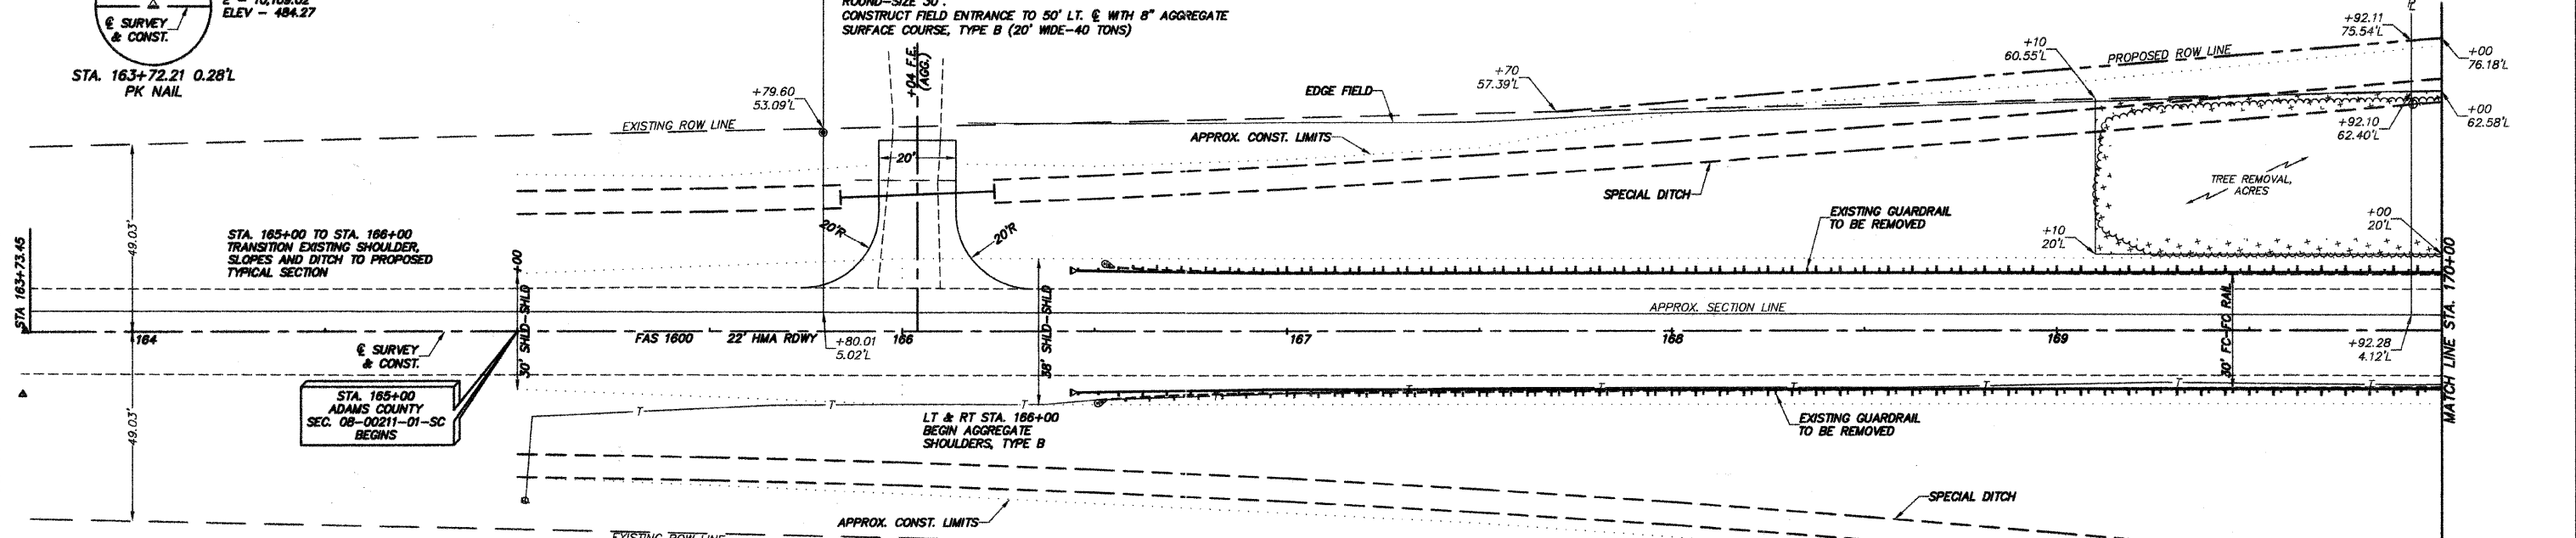 ELEV - 484.27
℄ SURVEY
& CONST.
STA. 163+72.21 0.28'L
PK NAIL
CONSTRUCT FIELD ENTRANCE TO 50' LT. ℄ WITH 8" AGGREGATE
SURFACE COURSE, TYPE B (20' WIDE-40 TONS)
+04 F.E.
(AGG.)
+79.60
53.09'L
EXISTING ROW LINE
20'
EDGE FIELD
APPROX. CONST. LIMITS
+70
57.39'L
+10
60.55'L
PROPOSED ROW LINE
+92.11
75.54'L
℄
+00
76.18'L
+00
62.58'L
+92.10
62.40'L
TREE REMOVAL,
ACRES
SPECIAL DITCH
EXISTING GUARDRAIL
TO BE REMOVED
+10
20'L
+00
20'L
STA 163+73.45
49.03'
STA. 165+00 TO STA. 166+00
TRANSITION EXISTING SHOULDER,
SLOPES AND DITCH TO PROPOSED
TYPICAL SECTION
+00
30' SHLD-SHLD
20'R
20'R
38' SHLD-SHLD
APPROX. SECTION LINE
30' FC-FC RAIL
MATCH LINE STA. 170+00
164
℄ SURVEY
& CONST.
FAS 1600
22' HMA RDWY
+80.01
5.02'L
166
167
168
169
+92.28
4.12'L
STA. 165+00
ADAMS COUNTY
SEC. 08-00211-01-SC
BEGINS
49.03'
T
T
T
T
T
T
T
T
T
LT & RT STA. 166+00
BEGIN AGGREGATE
SHOULDERS, TYPE B
EXISTING GUARDRAIL
TO BE REMOVED
SPECIAL DITCH
APPROX. CONST. LIMITS
EXISTING ROW LINE